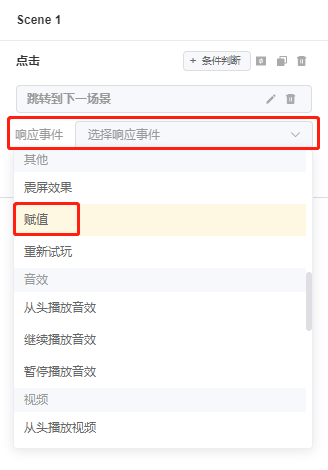 Scene 1
点击
+ 条件判断
跳转到下一场景
响应事件 选择响应事件
其他
震屏效果
赋值
重新试玩
音效
从头播放音效
继续播放音效
暂停播放音效
视频
从头播放视频